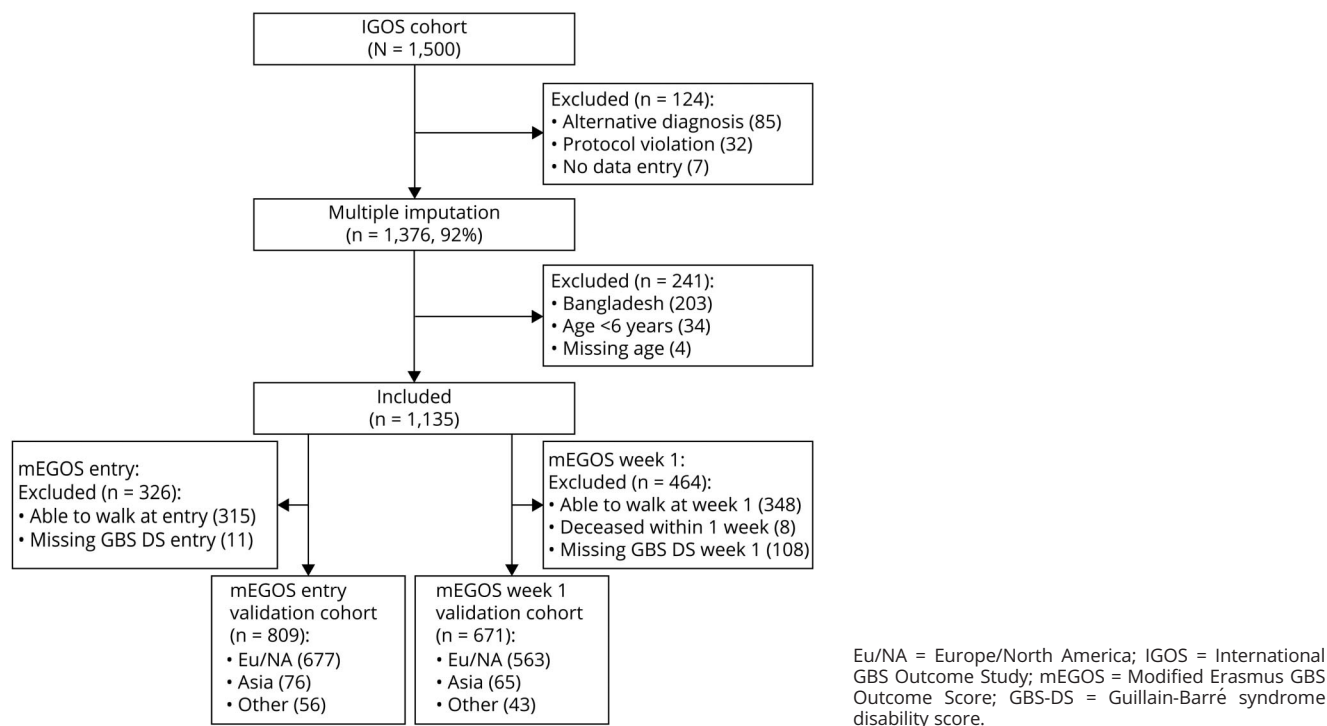 IGOS cohort
(N = 1,500)
Excluded (n = 124):
• Alternative diagnosis (85)
• Protocol violation (32)
• No data entry (7)
Multiple imputation
(n = 1,376, 92%)
Excluded (n = 241):
• Bangladesh (203)
• Age <6 years (34)
• Missing age (4)
Included
(n = 1,135)
mEGOS entry:
Excluded (n = 326):
• Able to walk at entry (315)
• Missing GBS DS entry (11)
mEGOS week 1:
Excluded (n = 464):
• Able to walk at week 1 (348)
• Deceased within 1 week (8)
• Missing GBS DS week 1 (108)
mEGOS entry
validation cohort
(n = 809):
• Eu/NA (677)
• Asia (76)
• Other (56)
mEGOS week 1
validation cohort
(n = 671):
• Eu/NA (563)
• Asia (65)
• Other (43)
Eu/NA = Europe/North America; IGOS = International
GBS Outcome Study; mEGOS = Modified Erasmus GBS
Outcome Score; GBS-DS = Guillain-Barré syndrome
disability score.